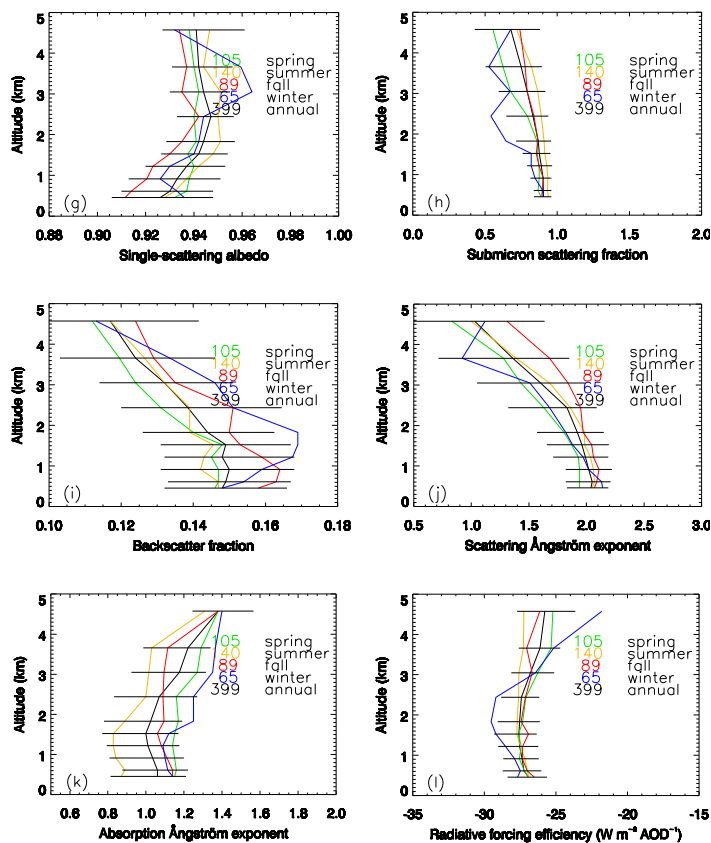 5
4
3
2
1
0
Altitude (km)
105 spring
140 summer
89 fall
65 winter
399 annual
(g)
0.88 0.90 0.92 0.94 0.96 0.98 1.00
Single-scattering albedo
5
4
3
2
1
0
Altitude (km)
105 spring
140 summer
89 fall
65 winter
399 annual
(h)
0.0 0.5 1.0 1.5 2.0
Submicron scattering fraction
5
4
3
2
1
0
Altitude (km)
105 spring
140 summer
89 fall
65 winter
399 annual
(i)
0.10 0.12 0.14 0.16 0.18
Backscatter fraction
5
4
3
2
1
0
Altitude (km)
105 spring
140 summer
89 fall
65 winter
399 annual
(j)
0.5 1.0 1.5 2.0 2.5 3.0
Scattering Ångström exponent
5
4
3
2
1
0
Altitude (km)
105 spring
140 summer
89 fall
65 winter
399 annual
(k)
0.4 0.6 0.8 1.0 1.2 1.4 1.6 1.8 2.0
Absorption Ångström exponent
5
4
3
2
1
0
Altitude (km)
105 spring
140 summer
89 fall
65 winter
399 annual
(l)
-35 -30 -25 -20 -15
Radiative forcing efficiency (W m⁻² AOD⁻¹)